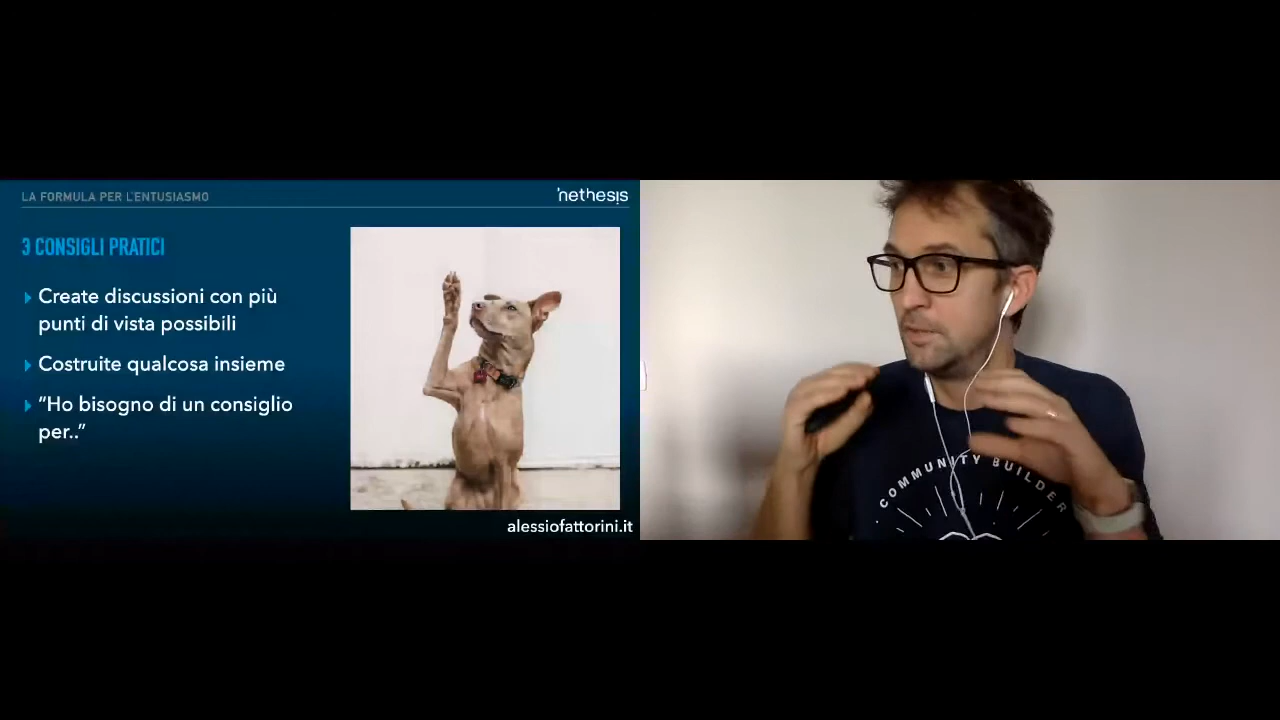 LA FORMULA PER L'ENTUSIASMO
nethesis
3 CONSIGLI PRATICI
Create discussioni con più
punti di vista possibili
Costruite qualcosa insieme
“Ho bisogno di un consiglio
per..”
alessiofattorini.it
COMMUNITY BUILDER